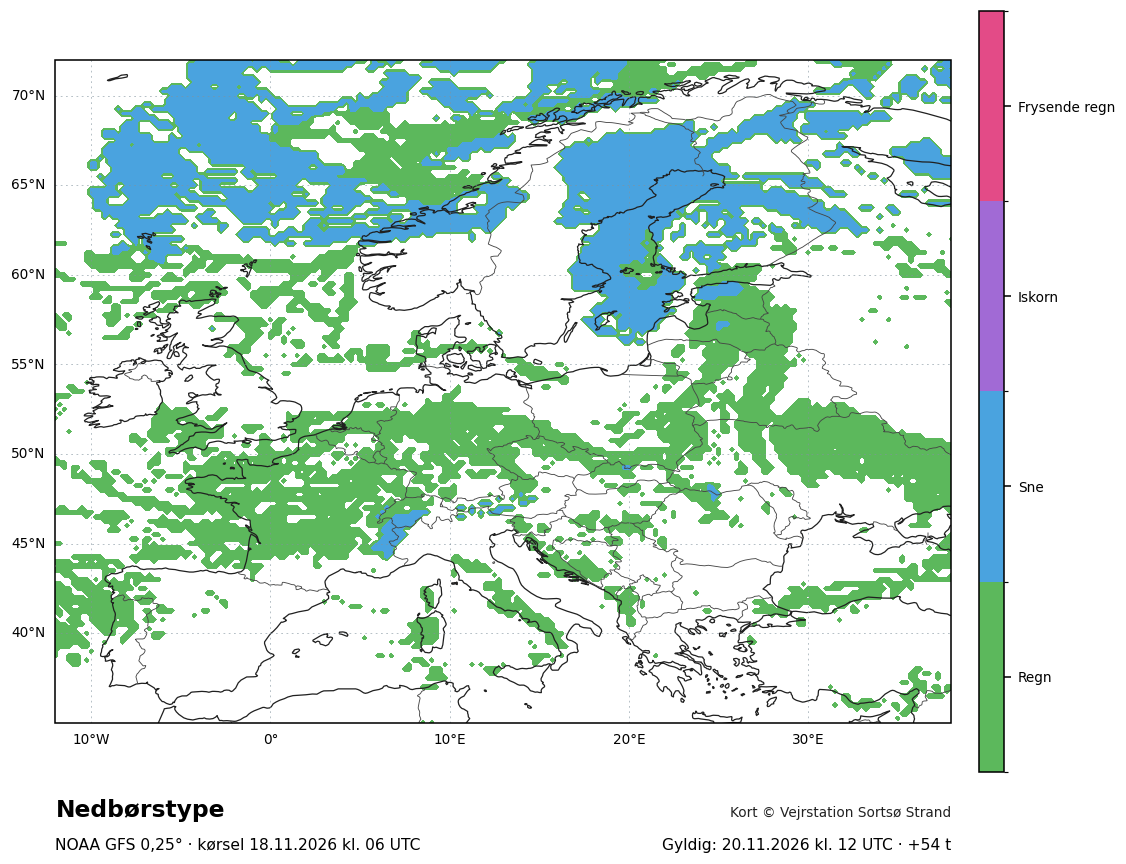 Frysende regn
Iskorn
Sne
Regn
70°N
65°N
60°N
55°N
50°N
45°N
40°N
10°W
0°
10°E
20°E
30°E
Nedbørstype
Kort © Vejrstation Sortsø Strand
NOAA GFS 0,25° · kørsel 18.11.2026 kl. 06 UTC
Gyldig: 20.11.2026 kl. 12 UTC · +54 t